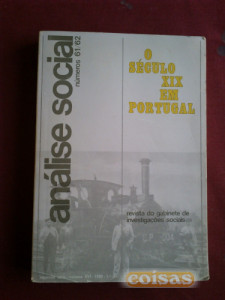 análise social
números 61/62
O
SÉCULO
XIX
EM
PORTUGAL
revista do gabinete de
investigações sociais
coisas